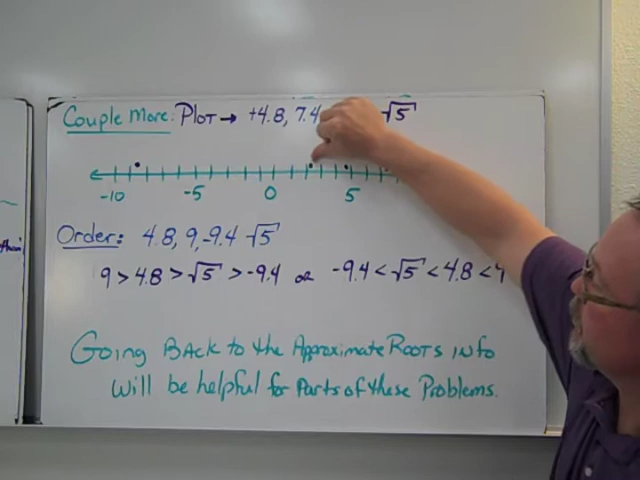 Couple More: Plot → +4.8, 7.4 √5
-10 -5 0 5
Order: 4.8, 9, -9.4 √5
9 > 4.8 > √5 > -9.4 or -9.4 < √5 < 4.8 < 9
Going Back to the Approximate Roots info
will be helpful for Parts of these Problems.